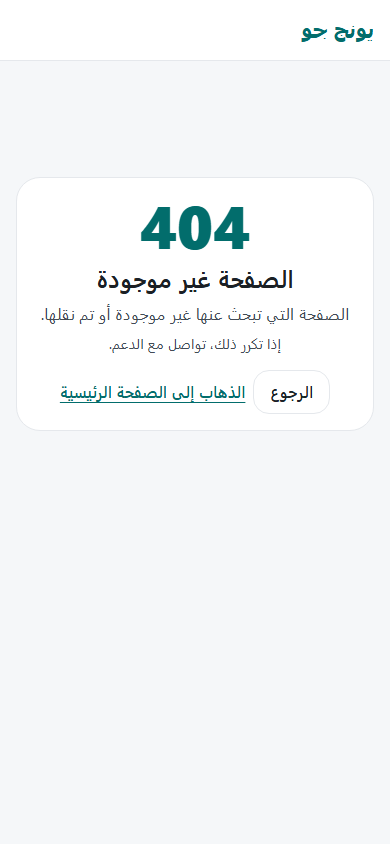 يونج جو
404
الصفحة غير موجودة
الصفحة التي تبحث عنها غير موجودة أو تم نقلها.
إذا تكرر ذلك، تواصل مع الدعم.
الرجوع الذهاب إلى الصفحة الرئيسية